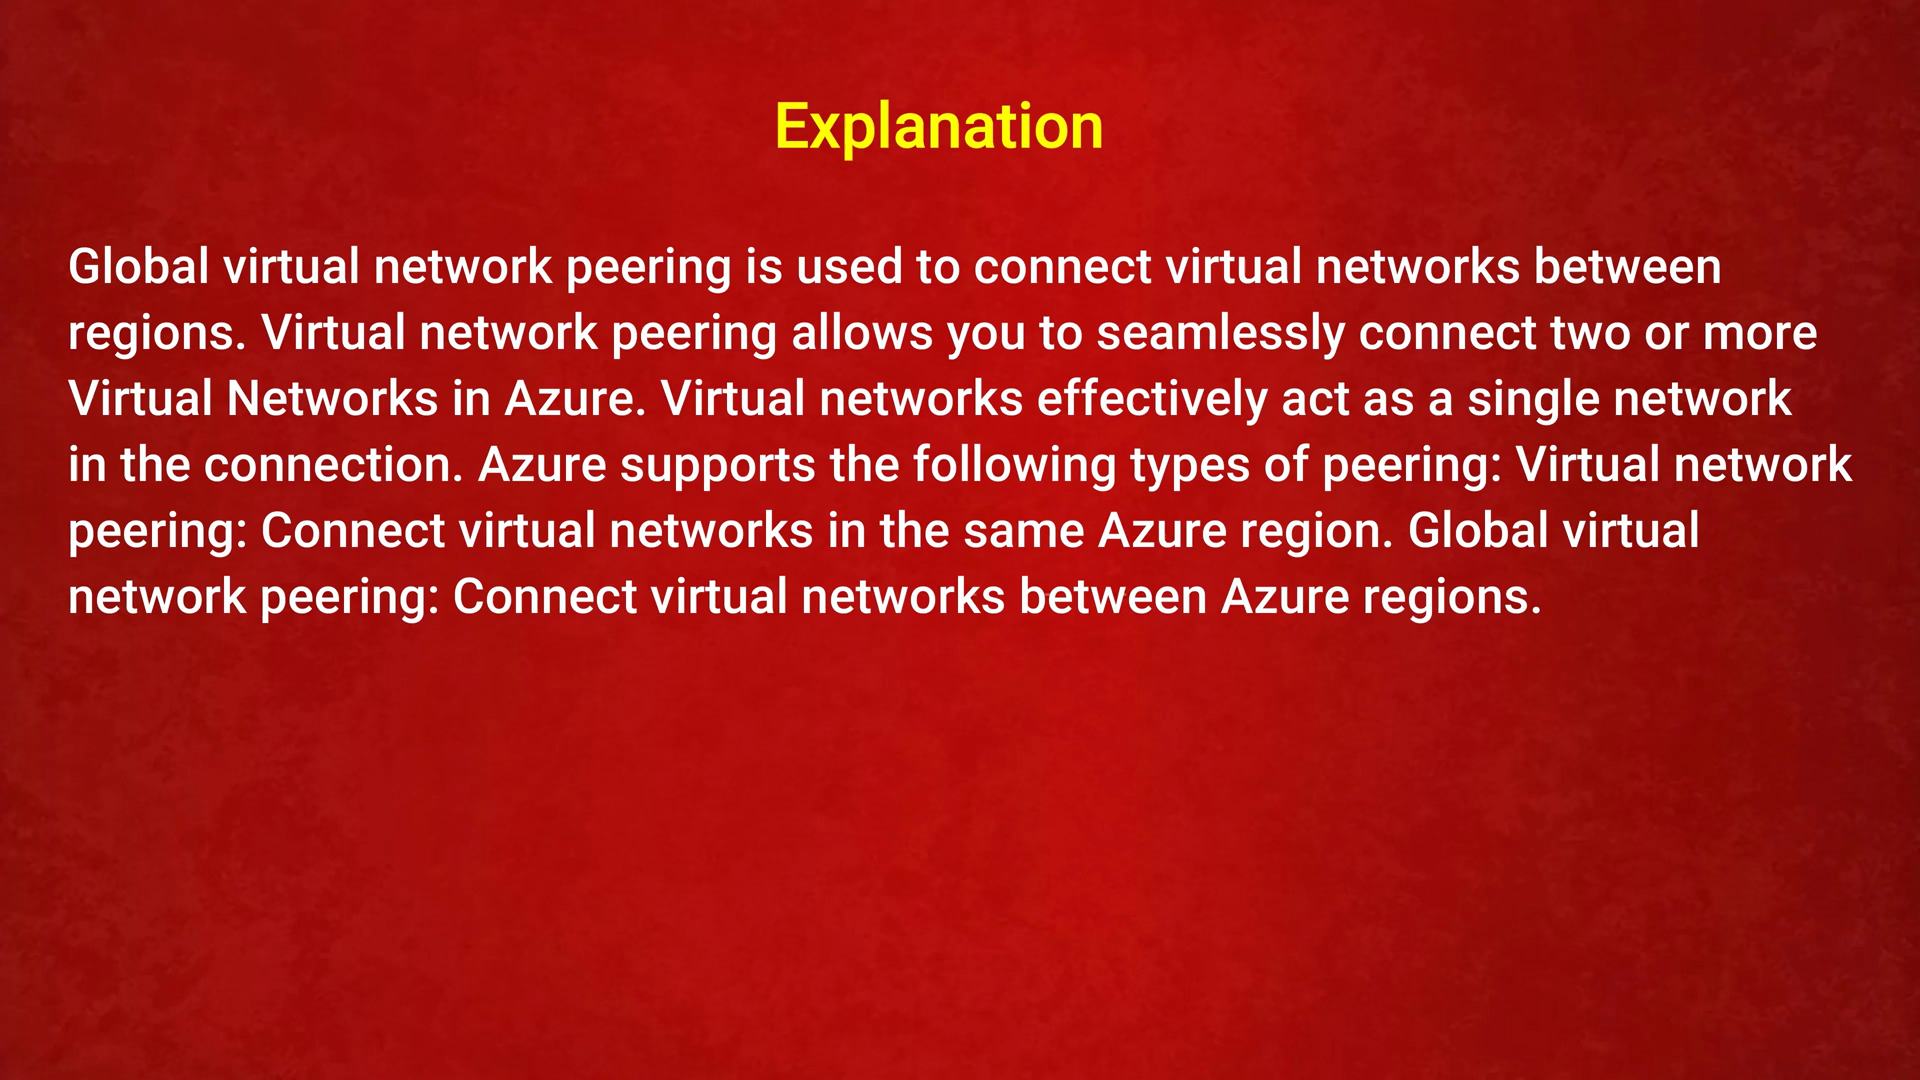 Explanation
Global virtual network peering is used to connect virtual networks between
regions. Virtual network peering allows you to seamlessly connect two or more
Virtual Networks in Azure. Virtual networks effectively act as a single network
in the connection. Azure supports the following types of peering: Virtual network
peering: Connect virtual networks in the same Azure region. Global virtual
network peering: Connect virtual networks between Azure regions.